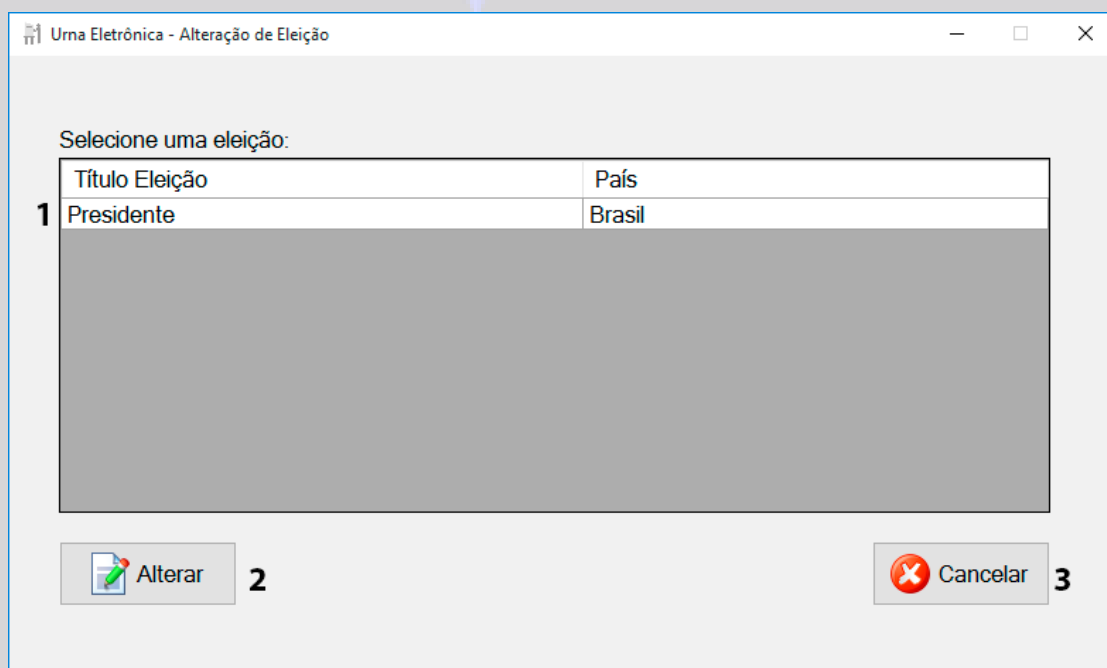 Urna Eletrônica - Alteração de Eleição
Selecione uma eleição:
Título Eleição País
1 Presidente Brasil
Alterar 2 Cancelar 3